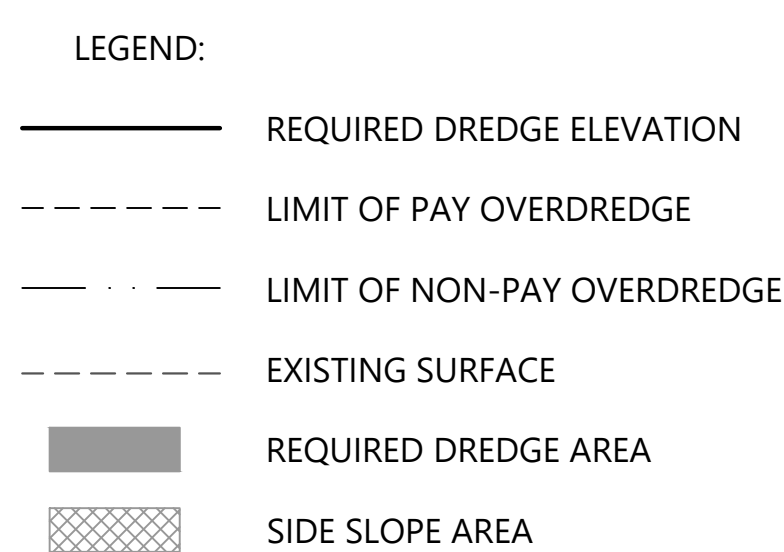 LEGEND:
REQUIRED DREDGE ELEVATION
LIMIT OF PAY OVERDREDGE
LIMIT OF NON-PAY OVERDREDGE
EXISTING SURFACE
REQUIRED DREDGE AREA
SIDE SLOPE AREA